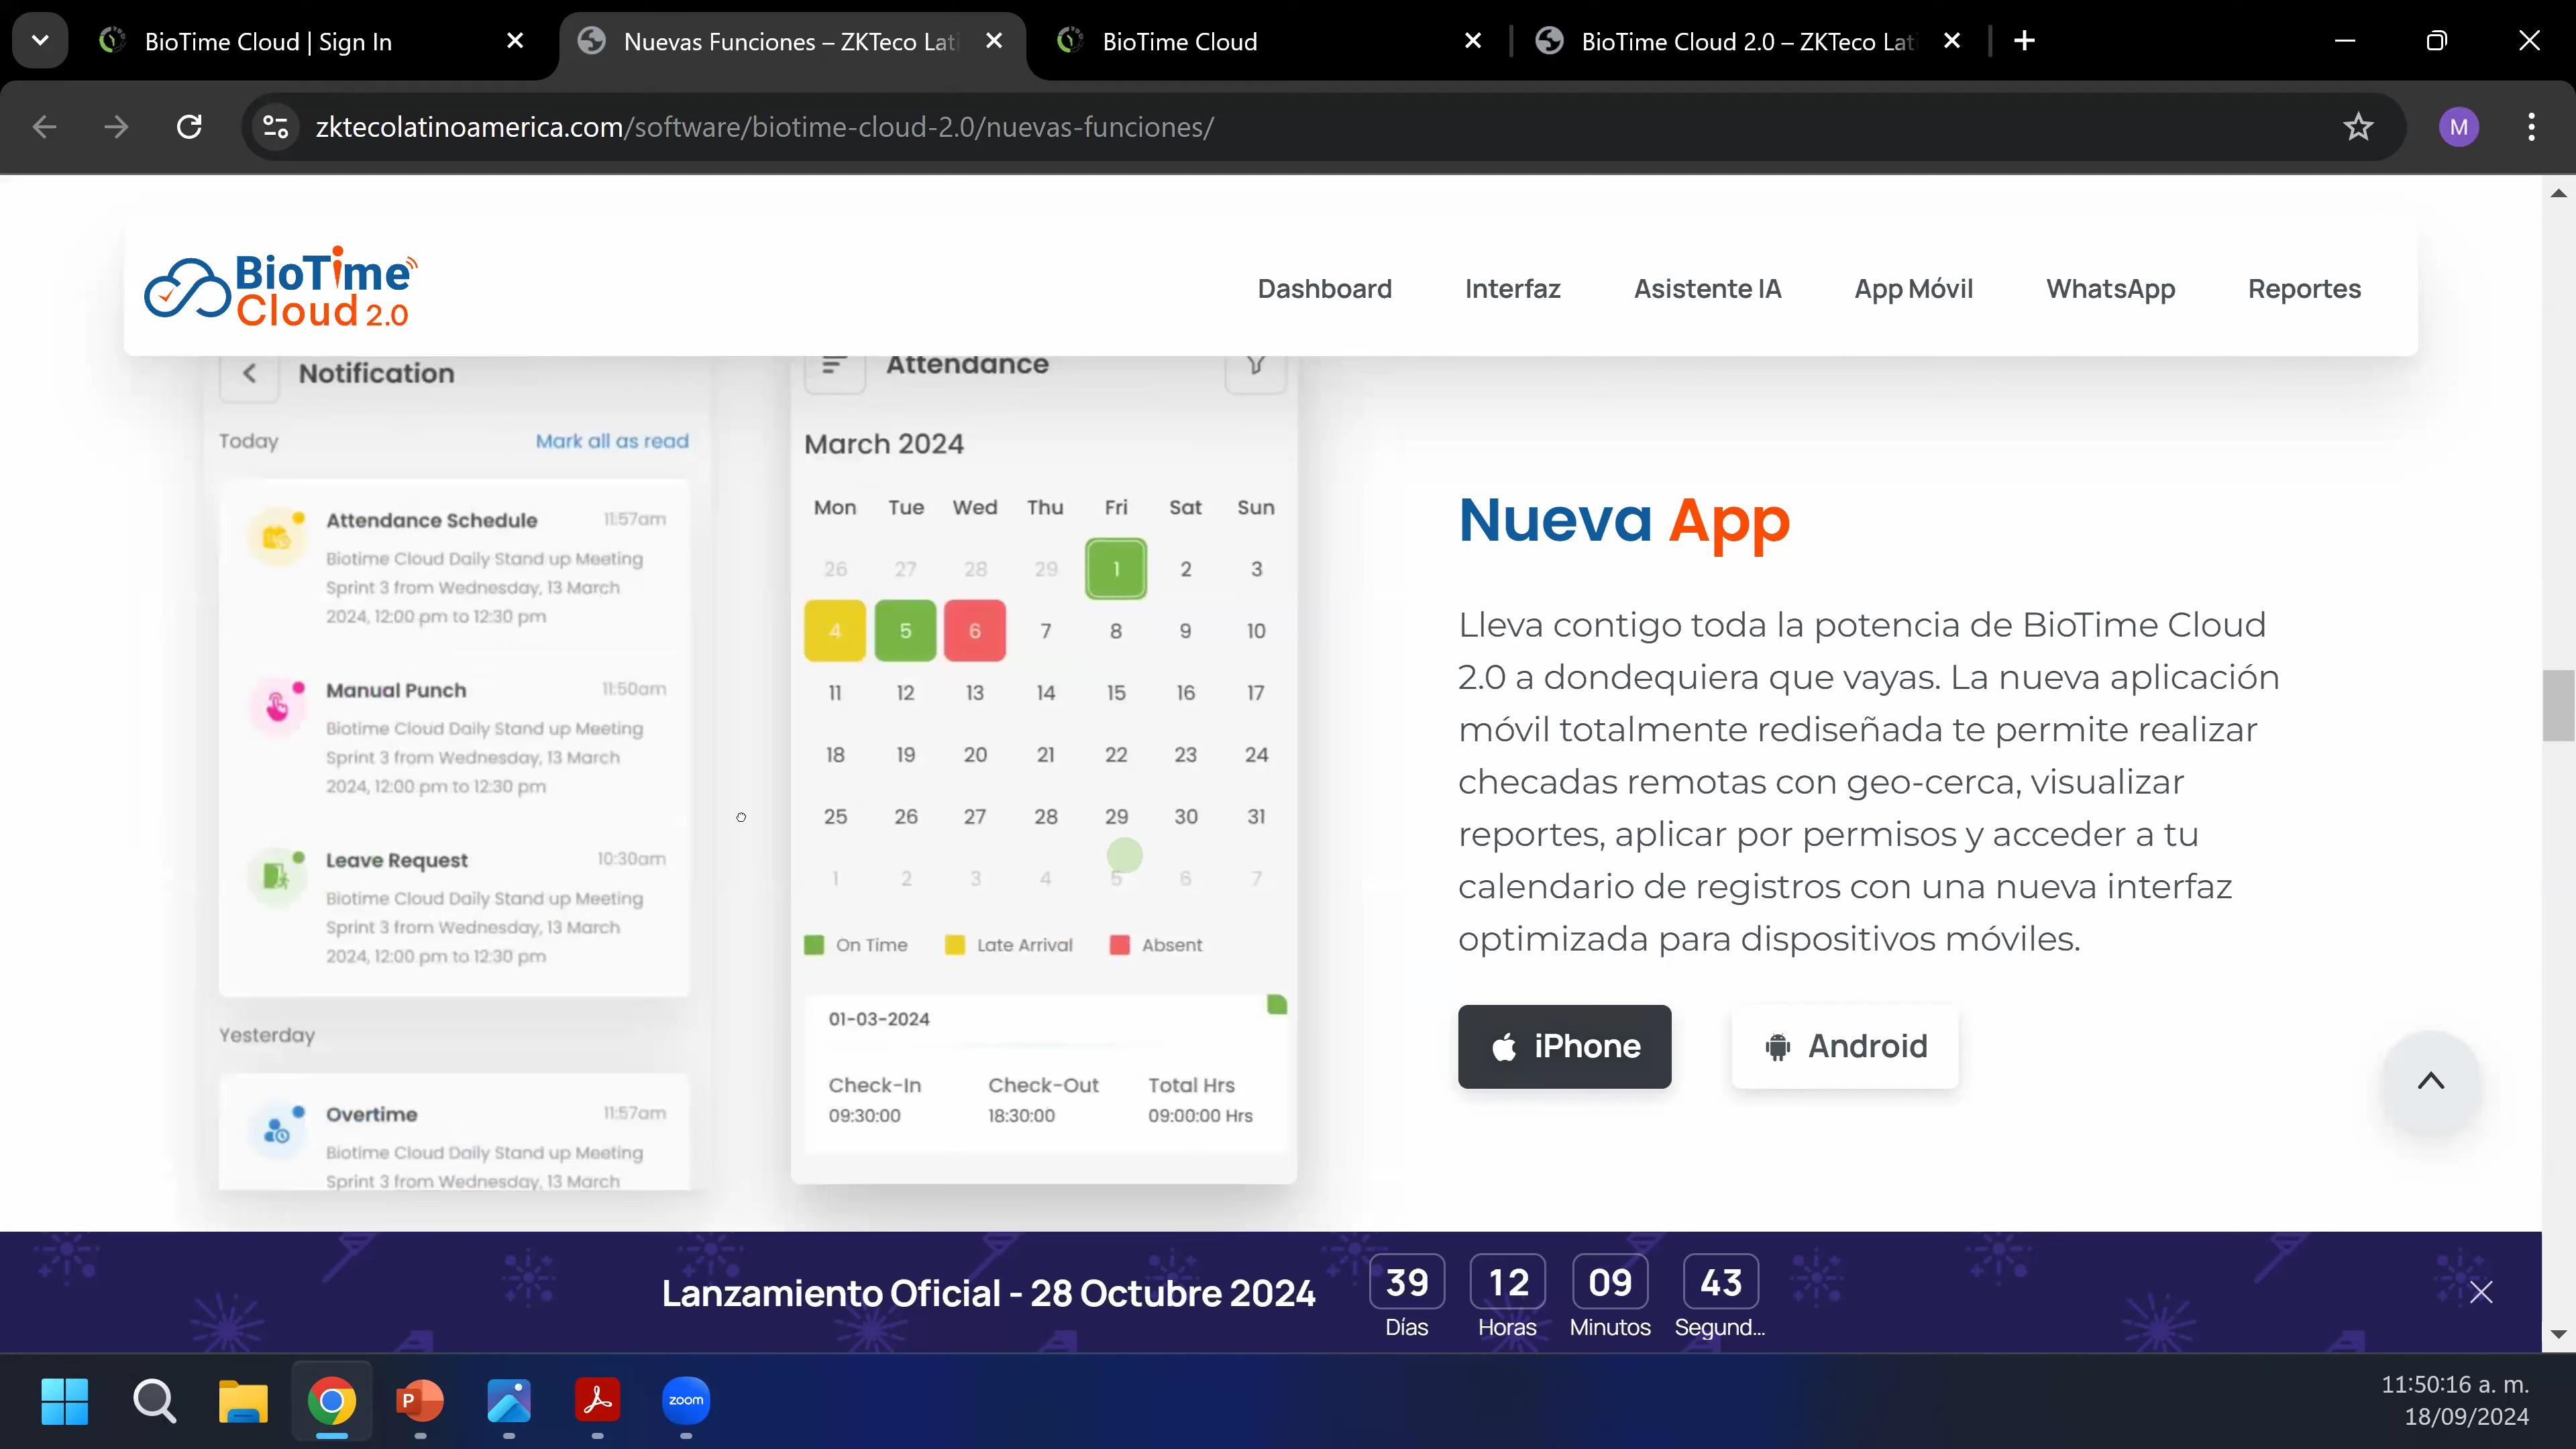 BioTime Cloud | Sign In
Nuevas Funciones – ZKTeco Lati
BioTime Cloud
BioTime Cloud 2.0 – ZKTeco Lat
zktecolatinoamerica.com/software/biotime-cloud-2.0/nuevas-funciones/
M
BioTime
Cloud 2.0
Dashboard
Interfaz
Asistente IA
App Móvil
WhatsApp
Reportes
Notification
Today
Mark all as read
Attendance Schedule
11:57am
Biotime Cloud Daily Stand up Meeting
Sprint 3 from Wednesday, 13 March
2024, 12:00 pm to 12:30 pm
Manual Punch
11:50am
Biotime Cloud Daily Stand up Meeting
Sprint 3 from Wednesday, 13 March
2024, 12:00 pm to 12:30 pm
Leave Request
10:30am
Biotime Cloud Daily Stand up Meeting
Sprint 3 from Wednesday, 13 March
2024, 12:00 pm to 12:30 pm
Yesterday
Overtime
11:57am
Biotime Cloud Daily Stand up Meeting
Sprint 3 from Wednesday, 13 March
Attendance
March 2024
Mon Tue Wed Thu Fri Sat Sun
26 27 28 29 1 2 3
4 5 6 7 8 9 10
11 12 13 14 15 16 17
18 19 20 21 22 23 24
25 26 27 28 29 30 31
1 2 3 4 5 6 7
On Time Late Arrival Absent
01-03-2024
Check-In Check-Out Total Hrs
09:30:00 18:30:00 09:00:00 Hrs
Nueva App
Lleva contigo toda la potencia de BioTime Cloud
2.0 a dondequiera que vayas. La nueva aplicación
móvil totalmente rediseñada te permite realizar
checadas remotas con geo-cerca, visualizar
reportes, aplicar por permisos y acceder a tu
calendario de registros con una nueva interfaz
optimizada para dispositivos móviles.
iPhone
Android
Lanzamiento Oficial - 28 Octubre 2024
39 12 09 43
Días Horas Minutos Segund...
P
zoom
11:50:16 a. m.
18/09/2024